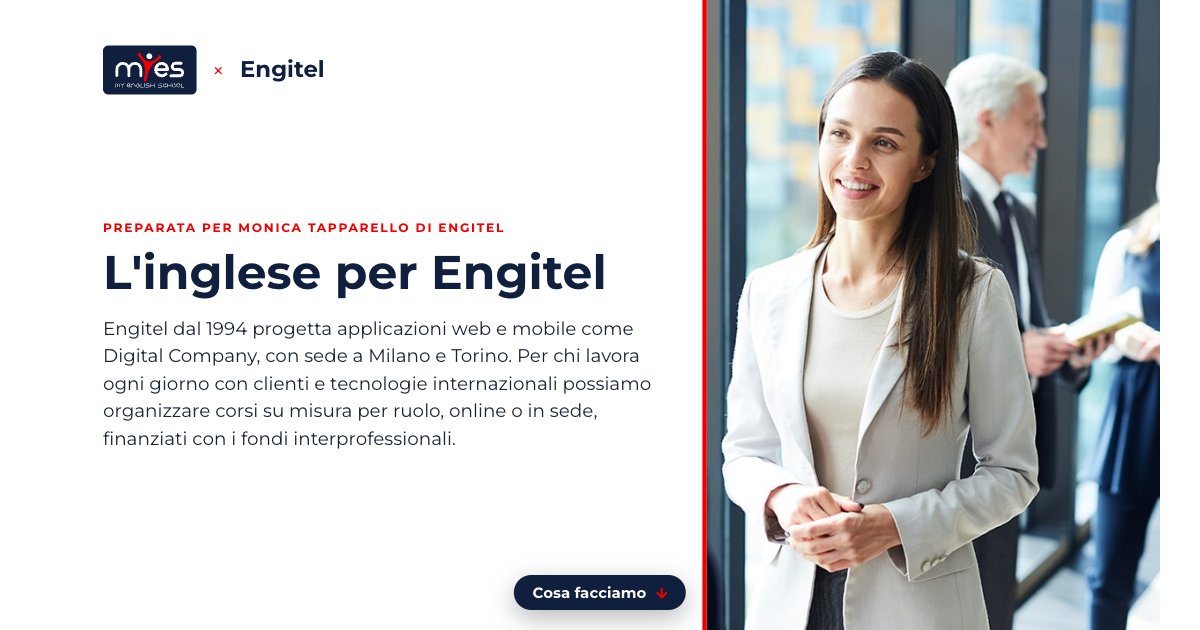 myes
MY ENGLISH SCHOOL
× Engitel
PREPARATA PER MONICA TAPPARELLO DI ENGITEL
L'inglese per Engitel
Engitel dal 1994 progetta applicazioni web e mobile come
Digital Company, con sede a Milano e Torino. Per chi lavora
ogni giorno con clienti e tecnologie internazionali possiamo
organizzare corsi su misura per ruolo, online o in sede,
finanziati con i fondi interprofessionali.
Cosa facciamo ↓